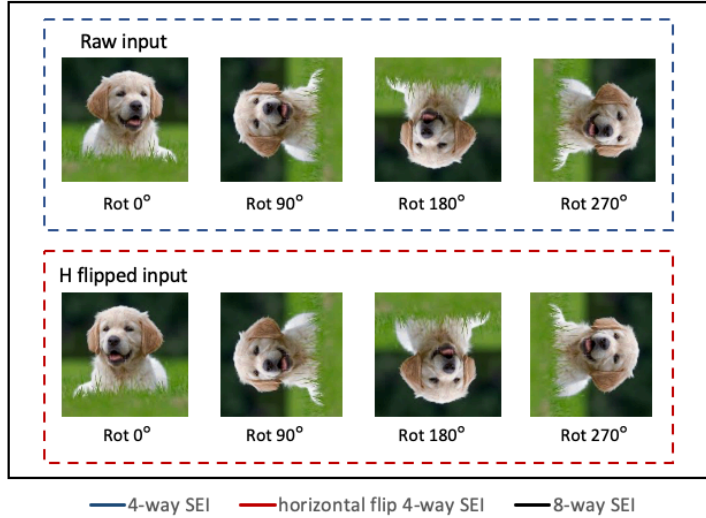 Raw input
Rot 0° Rot 90° Rot 180° Rot 270°
H flipped input
Rot 0° Rot 90° Rot 180° Rot 270°
4-way SEI horizontal flip 4-way SEI 8-way SEI